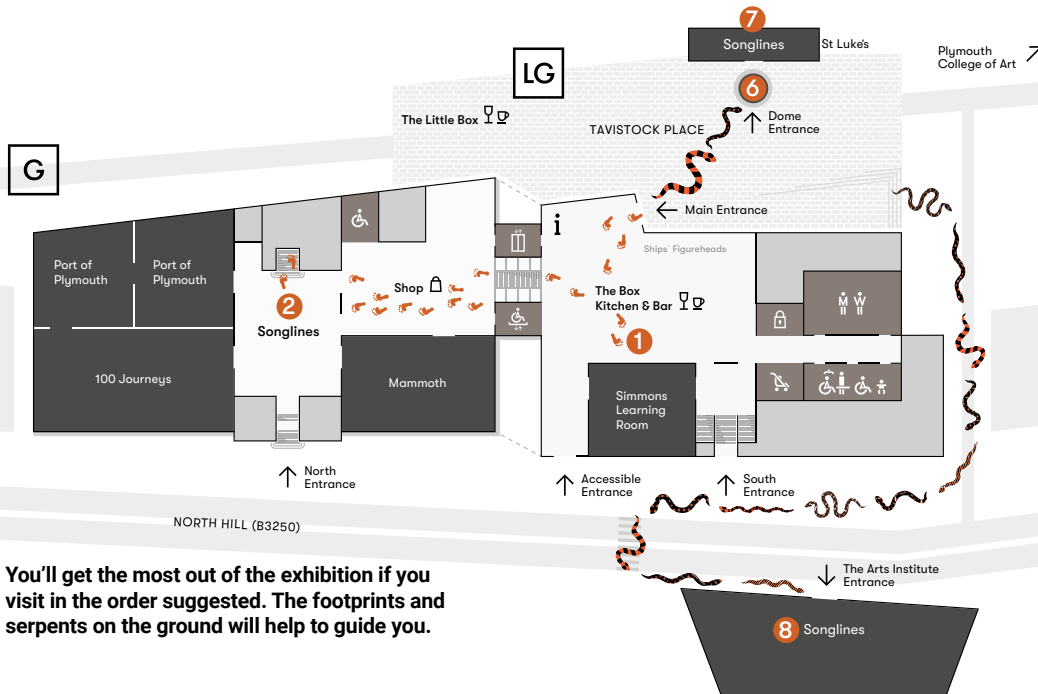 7
Songlines
St Luke's
Plymouth
College of Art
LG
6
The Little Box
TAVISTOCK PLACE
Dome
Entrance
G
i
Main Entrance
Ships' Figureheads
Port of
Plymouth
Port of
Plymouth
Shop
The Box
Kitchen & Bar
M W
2
Songlines
1
100 Journeys
Mammoth
Simmons
Learning
Room
North
Entrance
Accessible
Entrance
South
Entrance
NORTH HILL (B3250)
The Arts Institute
Entrance
You'll get the most out of the exhibition if you
visit in the order suggested. The footprints and
serpents on the ground will help to guide you.
8 Songlines